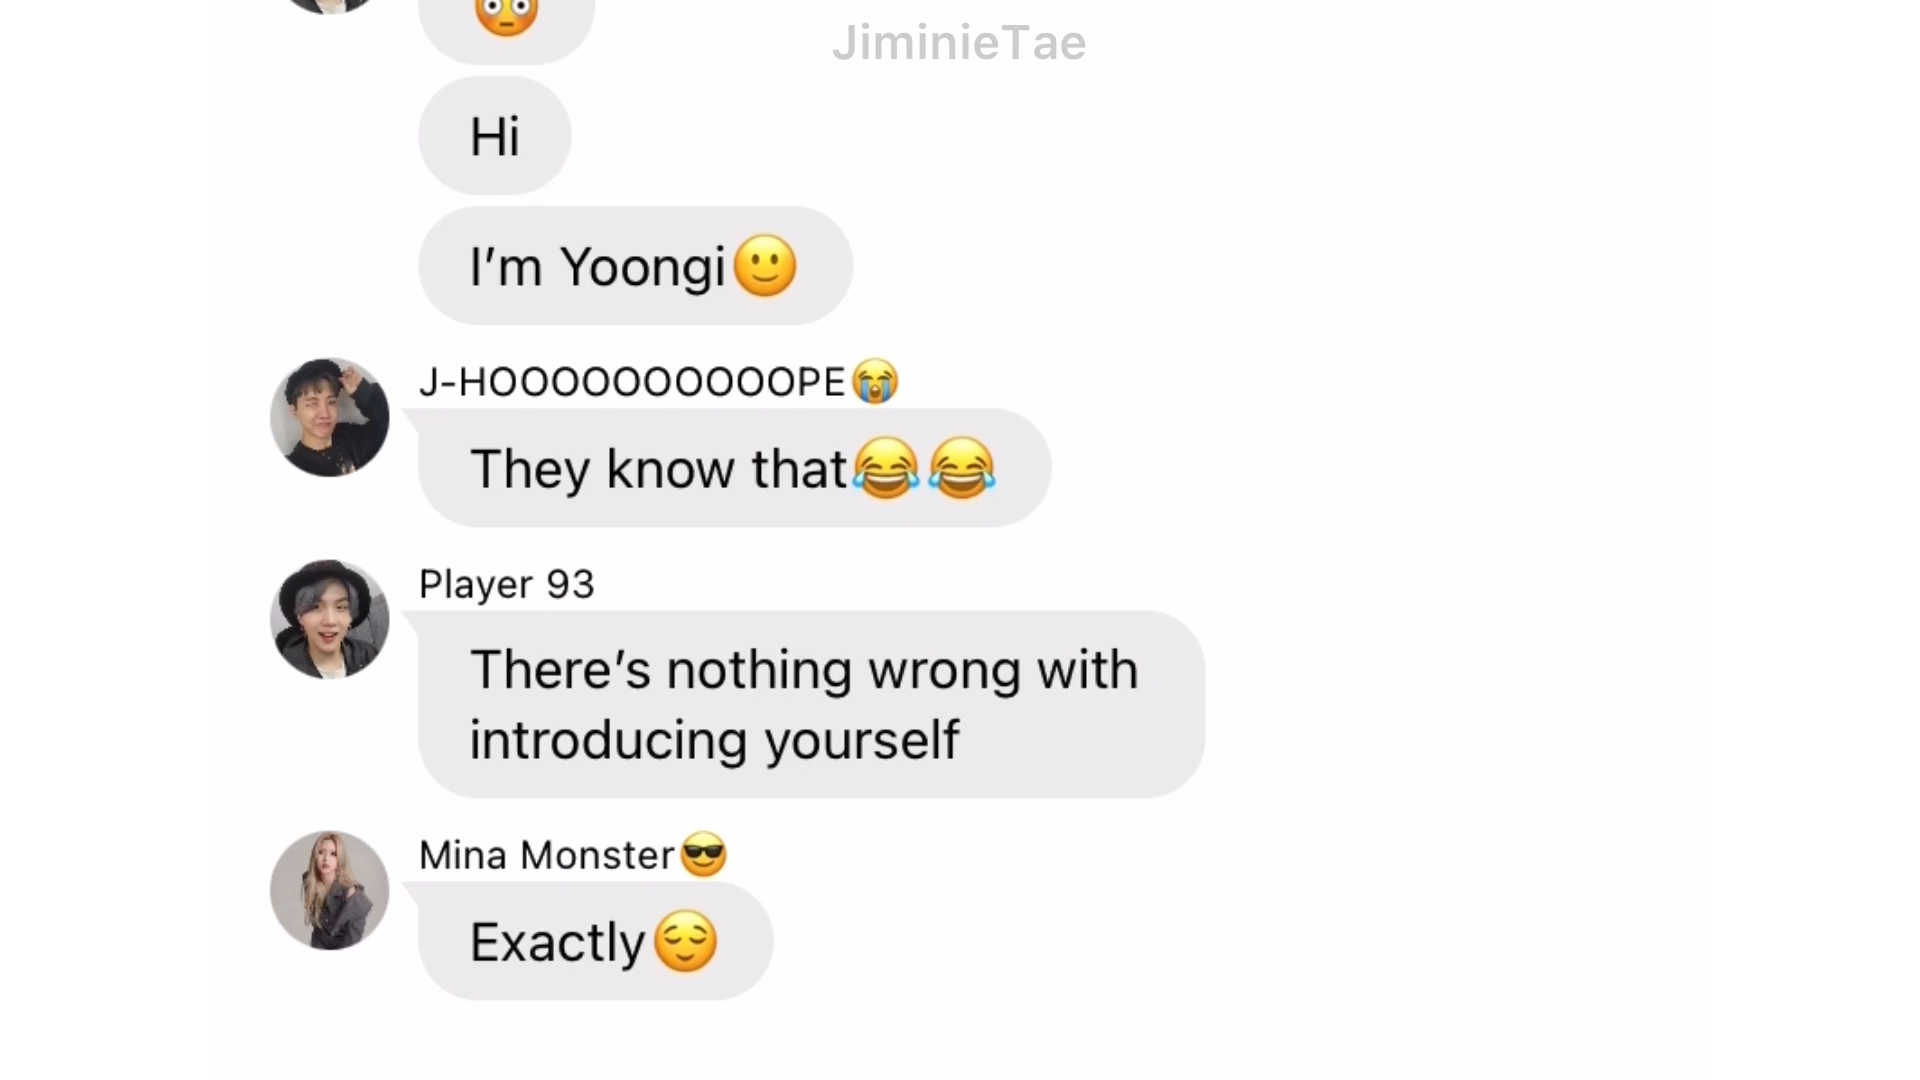 😳
JiminieTae
Hi
I’m Yoongi🙂
J-HOOOOOOOOOOPE😭
They know that😂😂
Player 93
There’s nothing wrong with
introducing yourself
Mina Monster😎
Exactly😌